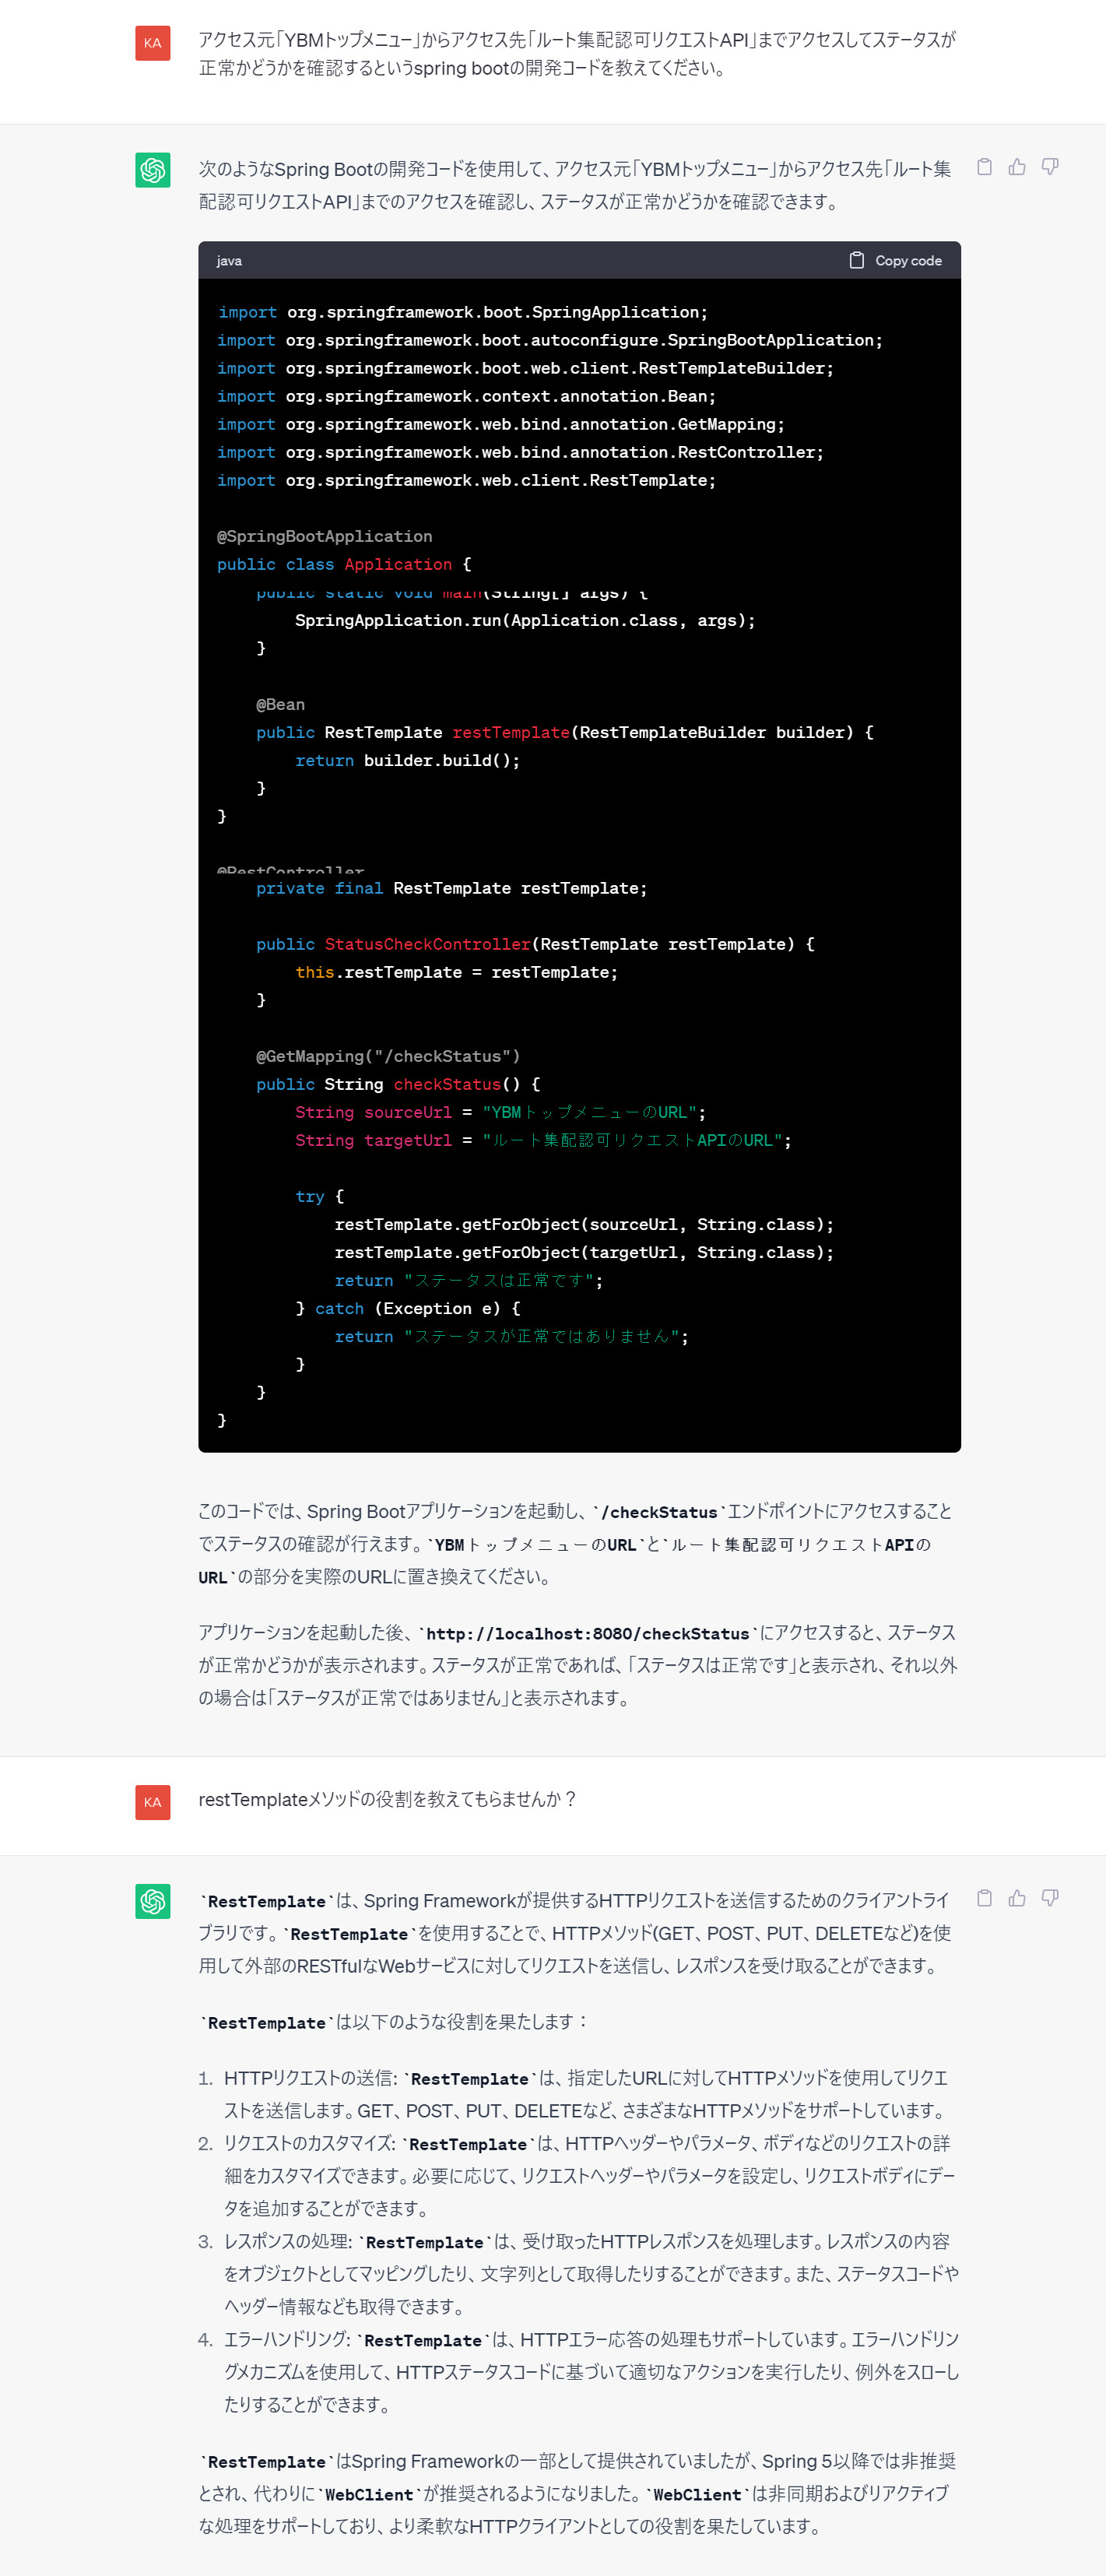 KA
アクセス元「YBMトップメニュー」からアクセス先「ルート集配認可リクエストAPI」までアクセスしてステータスが
正常かどうかを確認するというspring bootの開発コードを教えてください。
次のようなSpring Bootの開発コードを使用して、アクセス元「YBMトップメニュー」からアクセス先「ルート集
配認可リクエストAPI」までのアクセスを確認し、ステータスが正常かどうかを確認できます。
java Copy code
import org.springframework.boot.SpringApplication;
import org.springframework.boot.autoconfigure.SpringBootApplication;
import org.springframework.boot.web.client.RestTemplateBuilder;
import org.springframework.context.annotation.Bean;
import org.springframework.web.bind.annotation.GetMapping;
import org.springframework.web.bind.annotation.RestController;
import org.springframework.web.client.RestTemplate;
@SpringBootApplication
public class Application {
public static void main(String[] args) {
SpringApplication.run(Application.class, args);
}
@Bean
public RestTemplate restTemplate(RestTemplateBuilder builder) {
return builder.build();
}
}
@RestController
private final RestTemplate restTemplate;
public StatusCheckController(RestTemplate restTemplate) {
this.restTemplate = restTemplate;
}
@GetMapping("/checkStatus")
public String checkStatus() {
String sourceUrl = "YBMトップメニューのURL";
String targetUrl = "ルート集配認可リクエストAPIのURL";
try {
restTemplate.getForObject(sourceUrl, String.class);
restTemplate.getForObject(targetUrl, String.class);
return "ステータスは正常です";
} catch (Exception e) {
return "ステータスが正常ではありません";
}
}
}
このコードでは、Spring Bootアプリケーションを起動し、`/checkStatus`エンドポイントにアクセスすること
でステータスの確認が行えます。`YBMトップメニューのURL`と`ルート集配認可リクエストAPIの
URL`の部分を実際のURLに置き換えてください。
アプリケーションを起動した後、`http://localhost:8080/checkStatus`にアクセスすると、ステータス
が正常かどうかが表示されます。ステータスが正常であれば、「ステータスは正常です」と表示され、それ以外
の場合は「ステータスが正常ではありません」と表示されます。
KA
restTemplateメソッドの役割を教えてもらませんか？
`RestTemplate`は、Spring Frameworkが提供するHTTPリクエストを送信するためのクライアントライ
ブラリです。`RestTemplate`を使用することで、HTTPメソッド(GET、POST、PUT、DELETEなど)を使
用して外部のRESTfulなWebサービスに対してリクエストを送信し、レスポンスを受け取ることができます。
`RestTemplate`は以下のような役割を果たします：
1. HTTPリクエストの送信: `RestTemplate`は、指定したURLに対してHTTPメソッドを使用してリクエ
ストを送信します。GET、POST、PUT、DELETEなど、さまざまなHTTPメソッドをサポートしています。
2. リクエストのカスタマイズ: `RestTemplate`は、HTTPヘッダーやパラメータ、ボディなどのリクエストの詳
細をカスタマイズできます。必要に応じて、リクエストヘッダーやパラメータを設定し、リクエストボディにデー
タを追加することができます。
3. レスポンスの処理: `RestTemplate`は、受け取ったHTTPレスポンスを処理します。レスポンスの内容
をオブジェクトとしてマッピングしたり、文字列として取得したりすることができます。また、ステータスコードや
ヘッダー情報なども取得できます。
4. エラーハンドリング: `RestTemplate`は、HTTPエラー応答の処理もサポートしています。エラーハンドリン
グメカニズムを使用して、HTTPステータスコードに基づいて適切なアクションを実行したり、例外をスローし
たりすることができます。
`RestTemplate`はSpring Frameworkの一部として提供されていましたが、Spring 5以降では非推奨
とされ、代わりに`WebClient`が推奨されるようになりました。`WebClient`は非同期およびリアクティブ
な処理をサポートしており、より柔軟なHTTPクライアントとしての役割を果たしています。